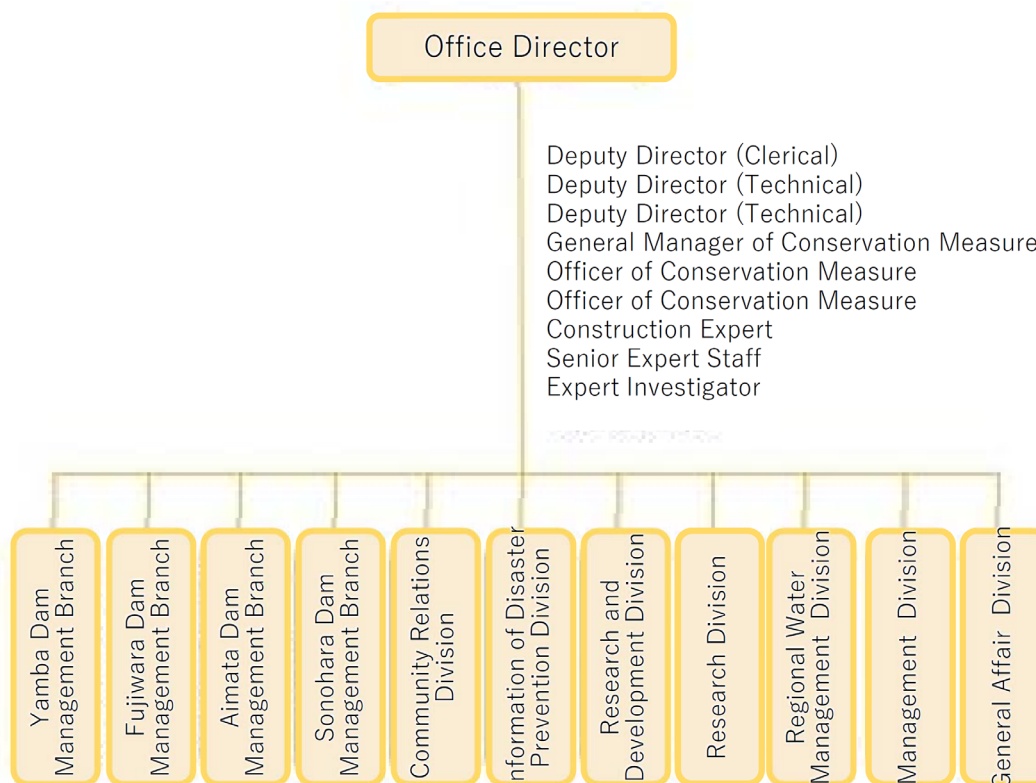 Office Director
Deputy Director (Clerical)
Deputy Director (Technical)
Deputy Director (Technical)
General Manager of Conservation Measure
Officer of Conservation Measure
Officer of Conservation Measure
Construction Expert
Senior Expert Staff
Expert Investigator
Yamba Dam
Management Branch
Fujiwara Dam
Management Branch
Aimata Dam
Management Branch
Sonohara Dam
Management Branch
Community Relations
Division
Information of Disaster
Prevention Division
Research and
Development Division
Research Division
Regional Water
Management Division
Management Division
General Affair Division